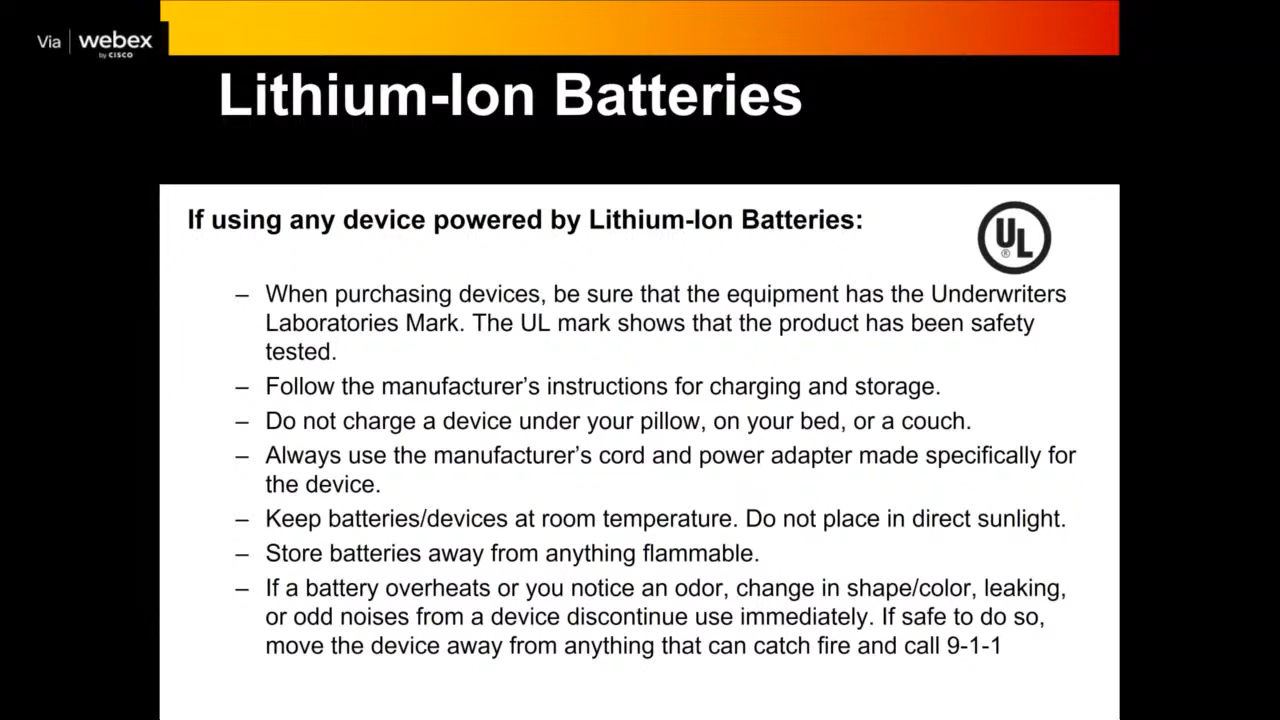 Via webex
by CISCO
Lithium-Ion Batteries
If using any device powered by Lithium-Ion Batteries:
UL
®
– When purchasing devices, be sure that the equipment has the Underwriters
Laboratories Mark. The UL mark shows that the product has been safety
tested.
– Follow the manufacturer’s instructions for charging and storage.
– Do not charge a device under your pillow, on your bed, or a couch.
– Always use the manufacturer’s cord and power adapter made specifically for
the device.
– Keep batteries/devices at room temperature. Do not place in direct sunlight.
– Store batteries away from anything flammable.
– If a battery overheats or you notice an odor, change in shape/color, leaking,
or odd noises from a device discontinue use immediately. If safe to do so,
move the device away from anything that can catch fire and call 9-1-1